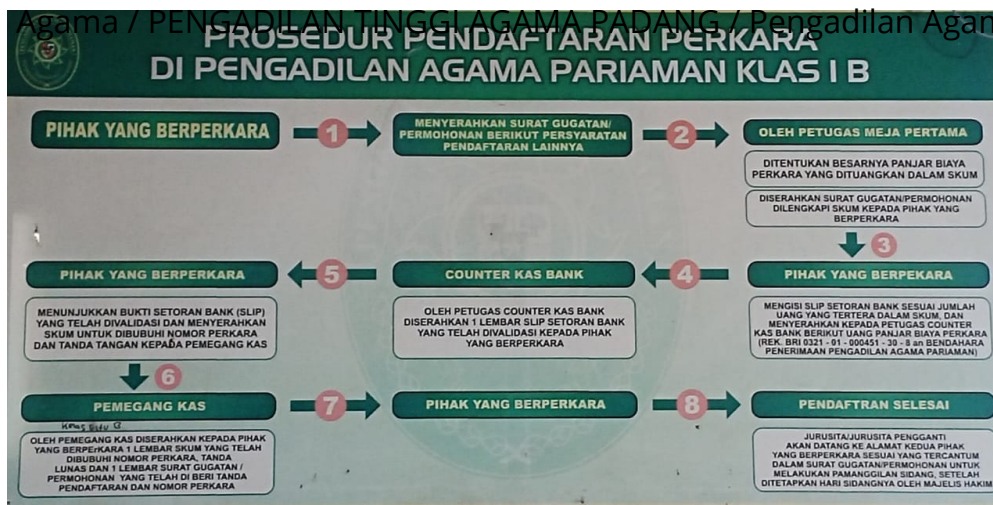 Agama / PENGADILAN TINGGI AGAMA PADANG / Pengadilan Agam
PROSEDUR PENDAFTARAN PERKARA
DI PENGADILAN AGAMA PARIAMAN KLAS I B
PIHAK YANG BERPERKARA
1
MENYERAHKAN SURAT GUGATAN/
PERMOHONAN BERIKUT PERSYARATAN
PENDAFTARAN LAINNYA
2
OLEH PETUGAS MEJA PERTAMA
DITENTUKAN BESARNYA PANJAR BIAYA
PERKARA YANG DITUANGKAN DALAM SKUM
DISERAHKAN SURAT GUGATAN/PERMOHONAN
DILENGKAPI SKUM KEPADA PIHAK YANG
BERPERKARA
3
PIHAK YANG BERPEKARA
MENGISI SLIP SETORAN BANK SESUAI JUMLAH
UANG YANG TERTERA DALAM SKUM, DAN
MENYERAHKAN KEPADA PETUGAS COUNTER
KAS BANK BERIKUT UANG PANJAR BIAYA PERKARA
(REK. BRI 0321 - 01 - 000451 - 30 - 8 an BENDAHARA
PENERIMAAN PENGADILAN AGAMA PARIAMAN)
4
COUNTER KAS BANK
OLEH PETUGAS COUNTER KAS BANK
DISERAHKAN 1 LEMBAR SLIP SETORAN BANK
YANG TELAH DIVALIDASI KEPADA PIHAK
YANG BERPERKARA
5
PIHAK YANG BERPERKARA
MENUNJUKKAN BUKTI SETORAN BANK (SLIP)
YANG TELAH DIVALIDASI DAN MENYERAHKAN
SKUM UNTUK DIBUBUHI NOMOR PERKARA
DAN TANDA TANGAN KEPADA PEMEGANG KAS
6
PEMEGANG KAS
OLEH PEMEGANG KAS DISERAHKAN KEPADA PIHAK
YANG BERPERKARA 1 LEMBAR SKUM YANG TELAH
DIBUBUHI NOMOR PERKARA, TANDA
LUNAS DAN 1 LEMBAR SURAT GUGATAN /
PERMOHONAN YANG TELAH DI BERI TANDA
PENDAFTARAN DAN NOMOR PERKARA
7
PIHAK YANG BERPERKARA
8
PENDAFTRAN SELESAI
JURUSITA/JURUSITA PENGGANTI
AKAN DATANG KE ALAMAT KEDUA PIHAK
YANG BERPERKARA SESUAI YANG TERCANTUM
DALAM SURAT GUGATAN/PERMOHONAN UNTUK
MELAKUKAN PAMANGGILAN SIDANG, SETELAH
DITETAPKAN HARI SIDANGNYA OLEH MAJELIS HAKIM